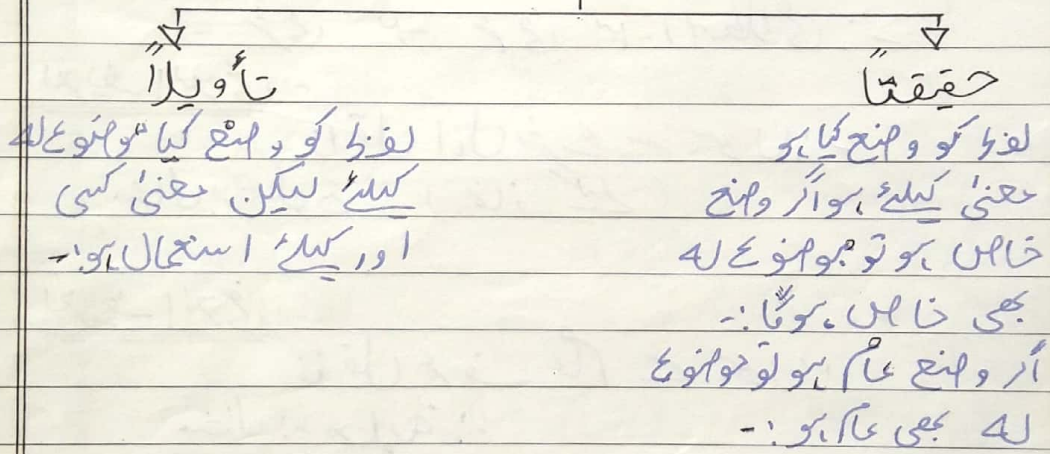 حقیقتاً
لفظ کو وضع کیا ہو
معنیٰ کیلئے ہو اگر وضع
خاص ہو تو موضوع لہ
بھی خاص ہوگا:-
اگر وضع عام ہو تو موضوع
لہ بھی عام ہو:-
تأویلاً
لفظ کو وضع کیا موضوع لہ
کیلئے لیکن معنیٰ کسی
اور کیلئے استعمال ہو:-